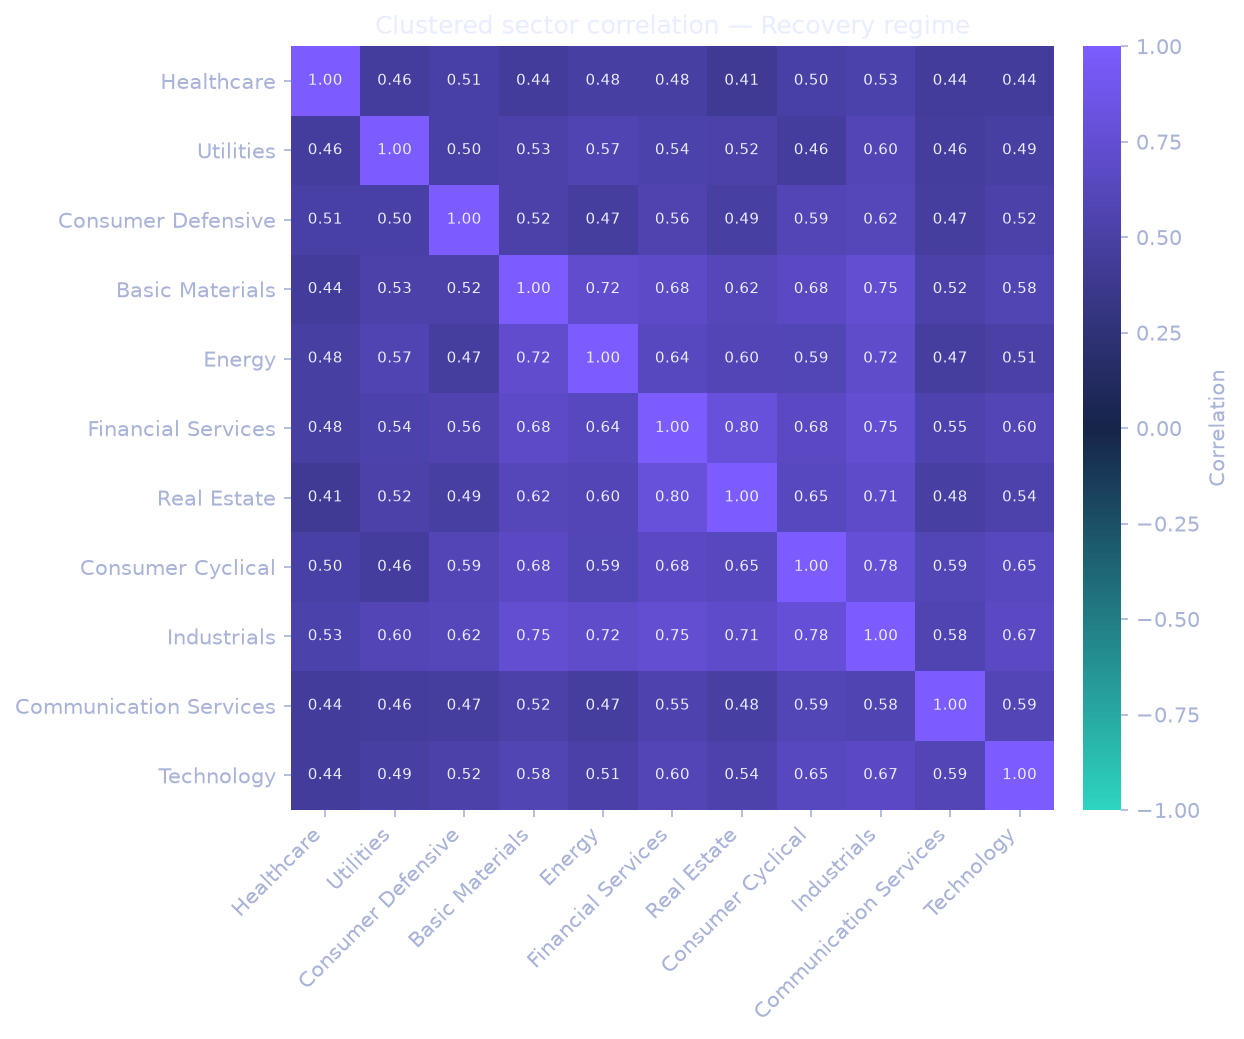 Clustered sector correlation — Recovery regime
Healthcare 1.00 0.46 0.51 0.44 0.48 0.48 0.41 0.50 0.53 0.44 0.44
Utilities 0.46 1.00 0.50 0.53 0.57 0.54 0.52 0.46 0.60 0.46 0.49
Consumer Defensive 0.51 0.50 1.00 0.52 0.47 0.56 0.49 0.59 0.62 0.47 0.52
Basic Materials 0.44 0.53 0.52 1.00 0.72 0.68 0.62 0.68 0.75 0.52 0.58
Energy 0.48 0.57 0.47 0.72 1.00 0.64 0.60 0.59 0.72 0.47 0.51
Financial Services 0.48 0.54 0.56 0.68 0.64 1.00 0.80 0.68 0.75 0.55 0.60
Real Estate 0.41 0.52 0.49 0.62 0.60 0.80 1.00 0.65 0.71 0.48 0.54
Consumer Cyclical 0.50 0.46 0.59 0.68 0.59 0.68 0.65 1.00 0.78 0.59 0.65
Industrials 0.53 0.60 0.62 0.75 0.72 0.75 0.71 0.78 1.00 0.58 0.67
Communication Services 0.44 0.46 0.47 0.52 0.47 0.55 0.48 0.59 0.58 1.00 0.59
Technology 0.44 0.49 0.52 0.58 0.51 0.60 0.54 0.65 0.67 0.59 1.00
Healthcare
Utilities
Consumer Defensive
Basic Materials
Energy
Financial Services
Real Estate
Consumer Cyclical
Industrials
Communication Services
Technology
1.00
0.75
0.50
0.25
0.00
−0.25
−0.50
−0.75
−1.00
Correlation